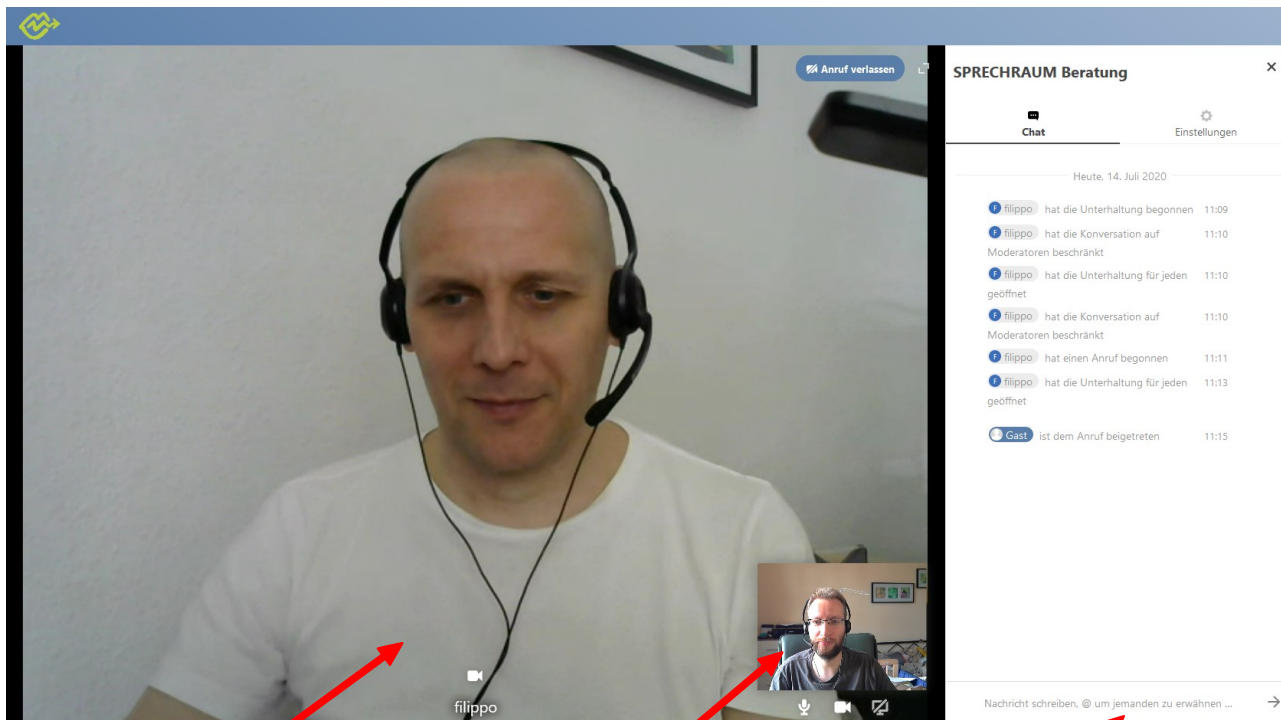 Anruf verlassen
filippo
SPRECHRAUM Beratung
Chat
Einstellungen
Heute, 14. Juli 2020
F filippo hat die Unterhaltung begonnen 11:09
F filippo hat die Konversation auf 11:10
Moderatoren beschränkt
F filippo hat die Unterhaltung für jeden 11:10
geöffnet
F filippo hat die Konversation auf 11:10
Moderatoren beschränkt
F filippo hat einen Anruf begonnen 11:11
F filippo hat die Unterhaltung für jeden 11:13
geöffnet
Gast ist dem Anruf beigetreten 11:15
Nachricht schreiben, @ um jemanden zu erwähnen ...